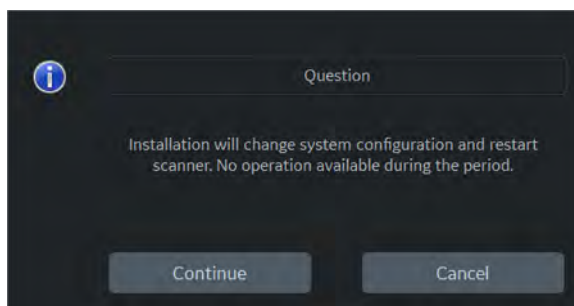 Question
Installation will change system configuration and restart
scanner. No operation available during the period.
Continue
Cancel